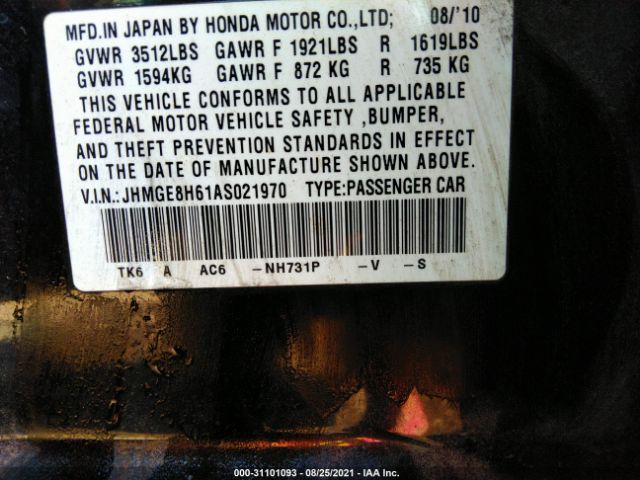 MFD.IN JAPAN BY HONDA MOTOR CO.,LTD; 08/'10
GVWR 3512LBS GAWR F 1921LBS R 1619LBS
GVWR 1594KG GAWR F 872 KG R 735 KG
THIS VEHICLE CONFORMS TO ALL APPLICABLE
FEDERAL MOTOR VEHICLE SAFETY ,BUMPER,
AND THEFT PREVENTION STANDARDS IN EFFECT
ON THE DATE OF MANUFACTURE SHOWN ABOVE.
V.I.N.:JHMGE8H61AS021970 TYPE:PASSENGER CAR
TK6 A AC6 -NH731P -V -S
000-31101093 - 08/25/2021 - IAA Inc.